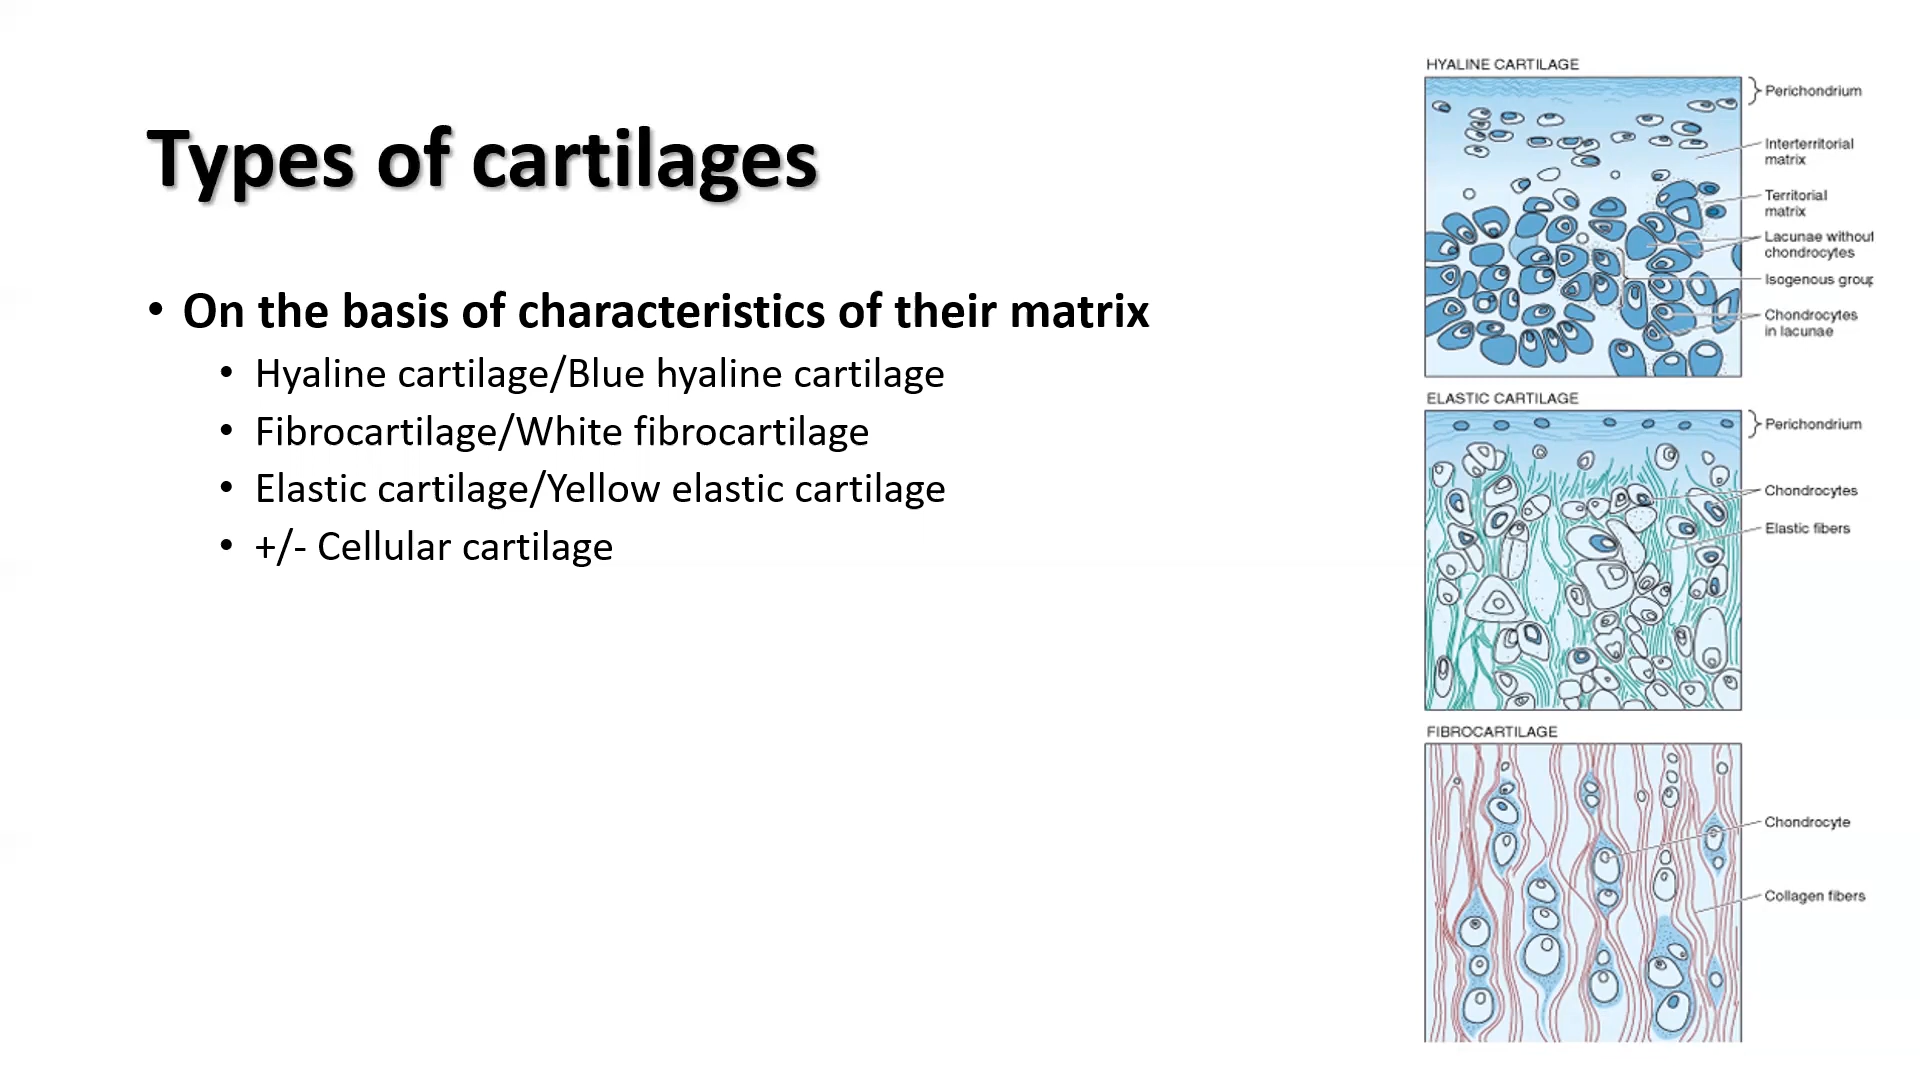 Types of cartilages
• On the basis of characteristics of their matrix
• Hyaline cartilage/Blue hyaline cartilage
• Fibrocartilage/White fibrocartilage
• Elastic cartilage/Yellow elastic cartilage
• +/- Cellular cartilage
HYALINE CARTILAGE
Perichondrium
Interterritorial
matrix
Territorial
matrix
Lacunae without
chondrocytes
Isogenous group
Chondrocytes
in lacunae
ELASTIC CARTILAGE
Perichondrium
Chondrocytes
Elastic fibers
FIBROCARTILAGE
Chondrocyte
Collagen fibers